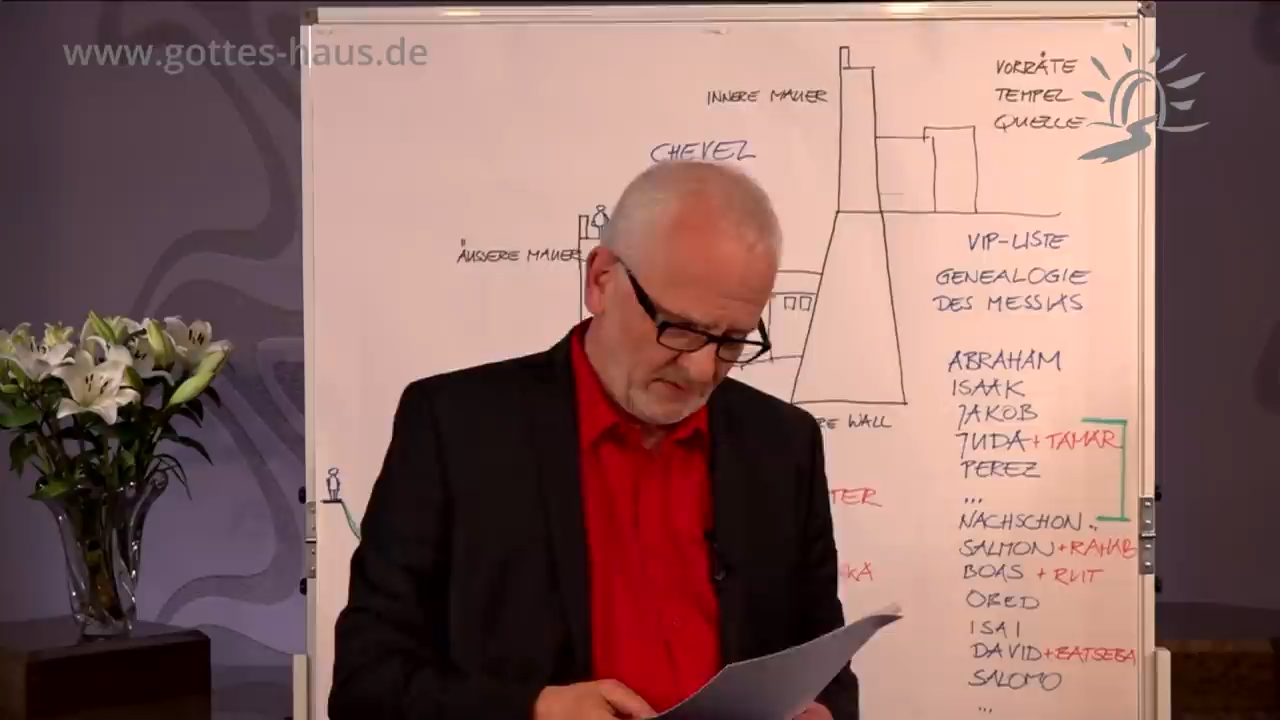 www.gottes-haus.de
INNERE MAUER
VORRÄTE
TEMPEL
QUELLE
CHEVEL
ÄUSSERE MAUER
VIP-LISTE
GENEALOGIE
DES MESSIAS
ABRAHAM
ISAAK
JAKOB
JUDA + TAMAR
PEREZ
...
NACHSCHON..
SALMON + RAHAB
BOAS + RUT
OBED
ISAI
DAVID + BATSEBA
SALOMO
...
WALL